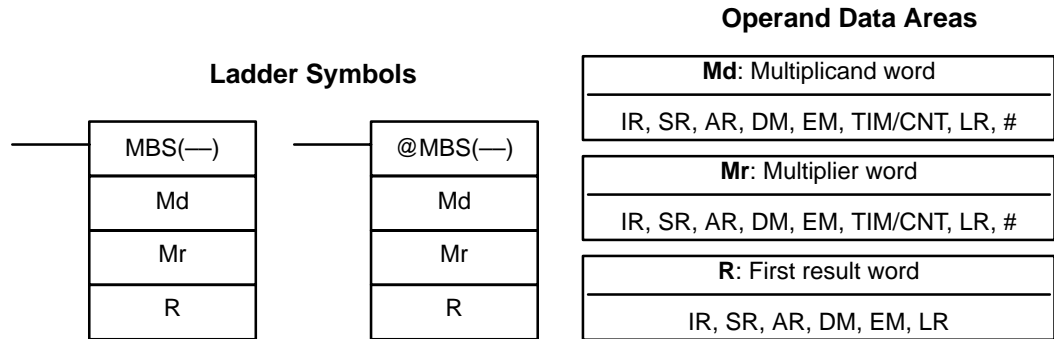 Operand Data Areas
Ladder Symbols
MBS(––)
Md
Mr
R
@MBS(––)
Md
Mr
R
Md: Multiplicand word
IR, SR, AR, DM, EM, TIM/CNT, LR, #
Mr: Multiplier word
IR, SR, AR, DM, EM, TIM/CNT, LR, #
R: First result word
IR, SR, AR, DM, EM, LR